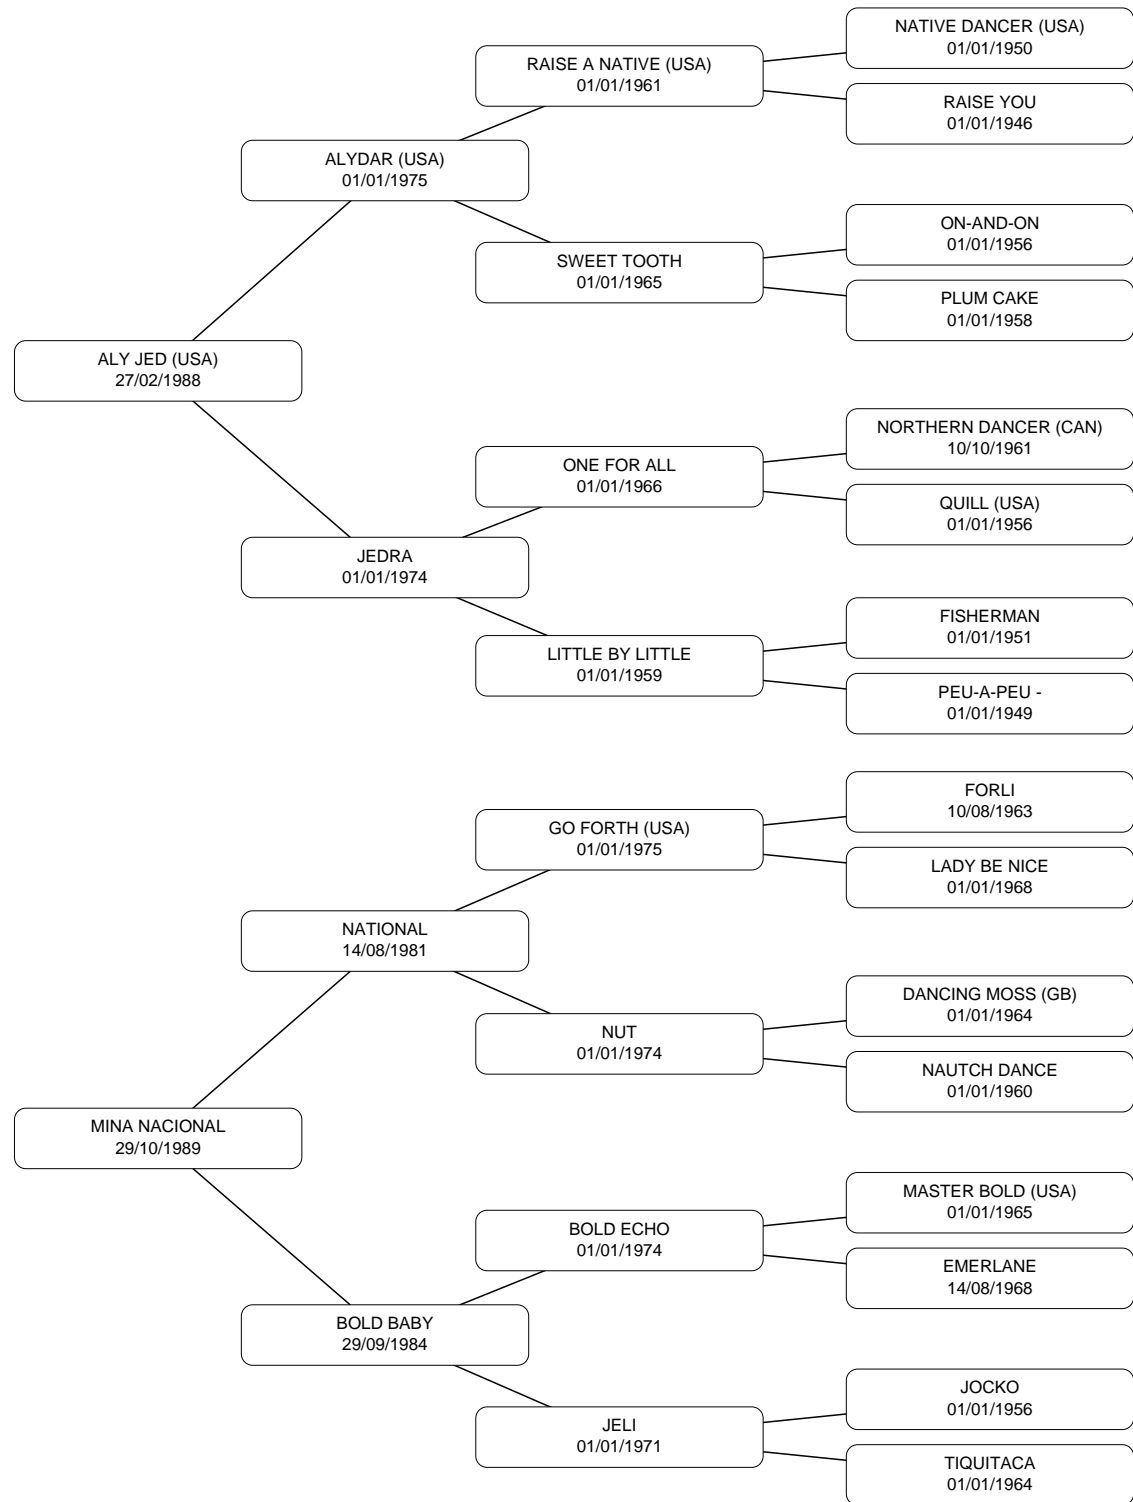 NATIVE DANCER (USA)
01/01/1950
RAISE A NATIVE (USA)
01/01/1961
RAISE YOU
01/01/1946
ALYDAR (USA)
01/01/1975
ON-AND-ON
01/01/1956
SWEET TOOTH
01/01/1965
PLUM CAKE
01/01/1958
ALY JED (USA)
27/02/1988
NORTHERN DANCER (CAN)
10/10/1961
ONE FOR ALL
01/01/1966
QUILL (USA)
01/01/1956
JEDRA
01/01/1974
FISHERMAN
01/01/1951
LITTLE BY LITTLE
01/01/1959
PEU-A-PEU -
01/01/1949
FORLI
10/08/1963
GO FORTH (USA)
01/01/1975
LADY BE NICE
01/01/1968
NATIONAL
14/08/1981
DANCING MOSS (GB)
01/01/1964
NUT
01/01/1974
NAUTCH DANCE
01/01/1960
MINA NACIONAL
29/10/1989
MASTER BOLD (USA)
01/01/1965
BOLD ECHO
01/01/1974
EMERLANE
14/08/1968
BOLD BABY
29/09/1984
JOCKO
01/01/1956
JELI
01/01/1971
TIQUITACA
01/01/1964